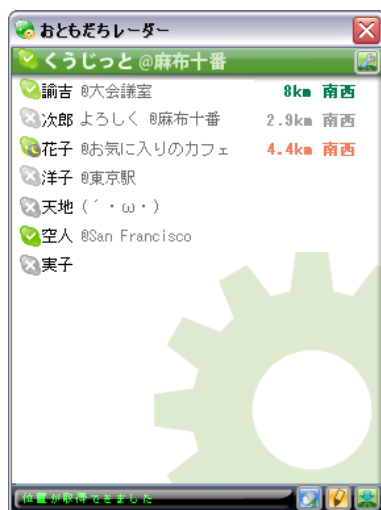 おともだちレーダー
くうじっと @麻布十番
諭吉 @大会議室 8km 南西
次郎 よろしく @麻布十番 2.9km 南西
花子 @お気に入りのカフェ 4.4km 南西
洋子 @東京駅
天地 (´・ω・)
空人 @San Francisco
実子
位置が取得できました